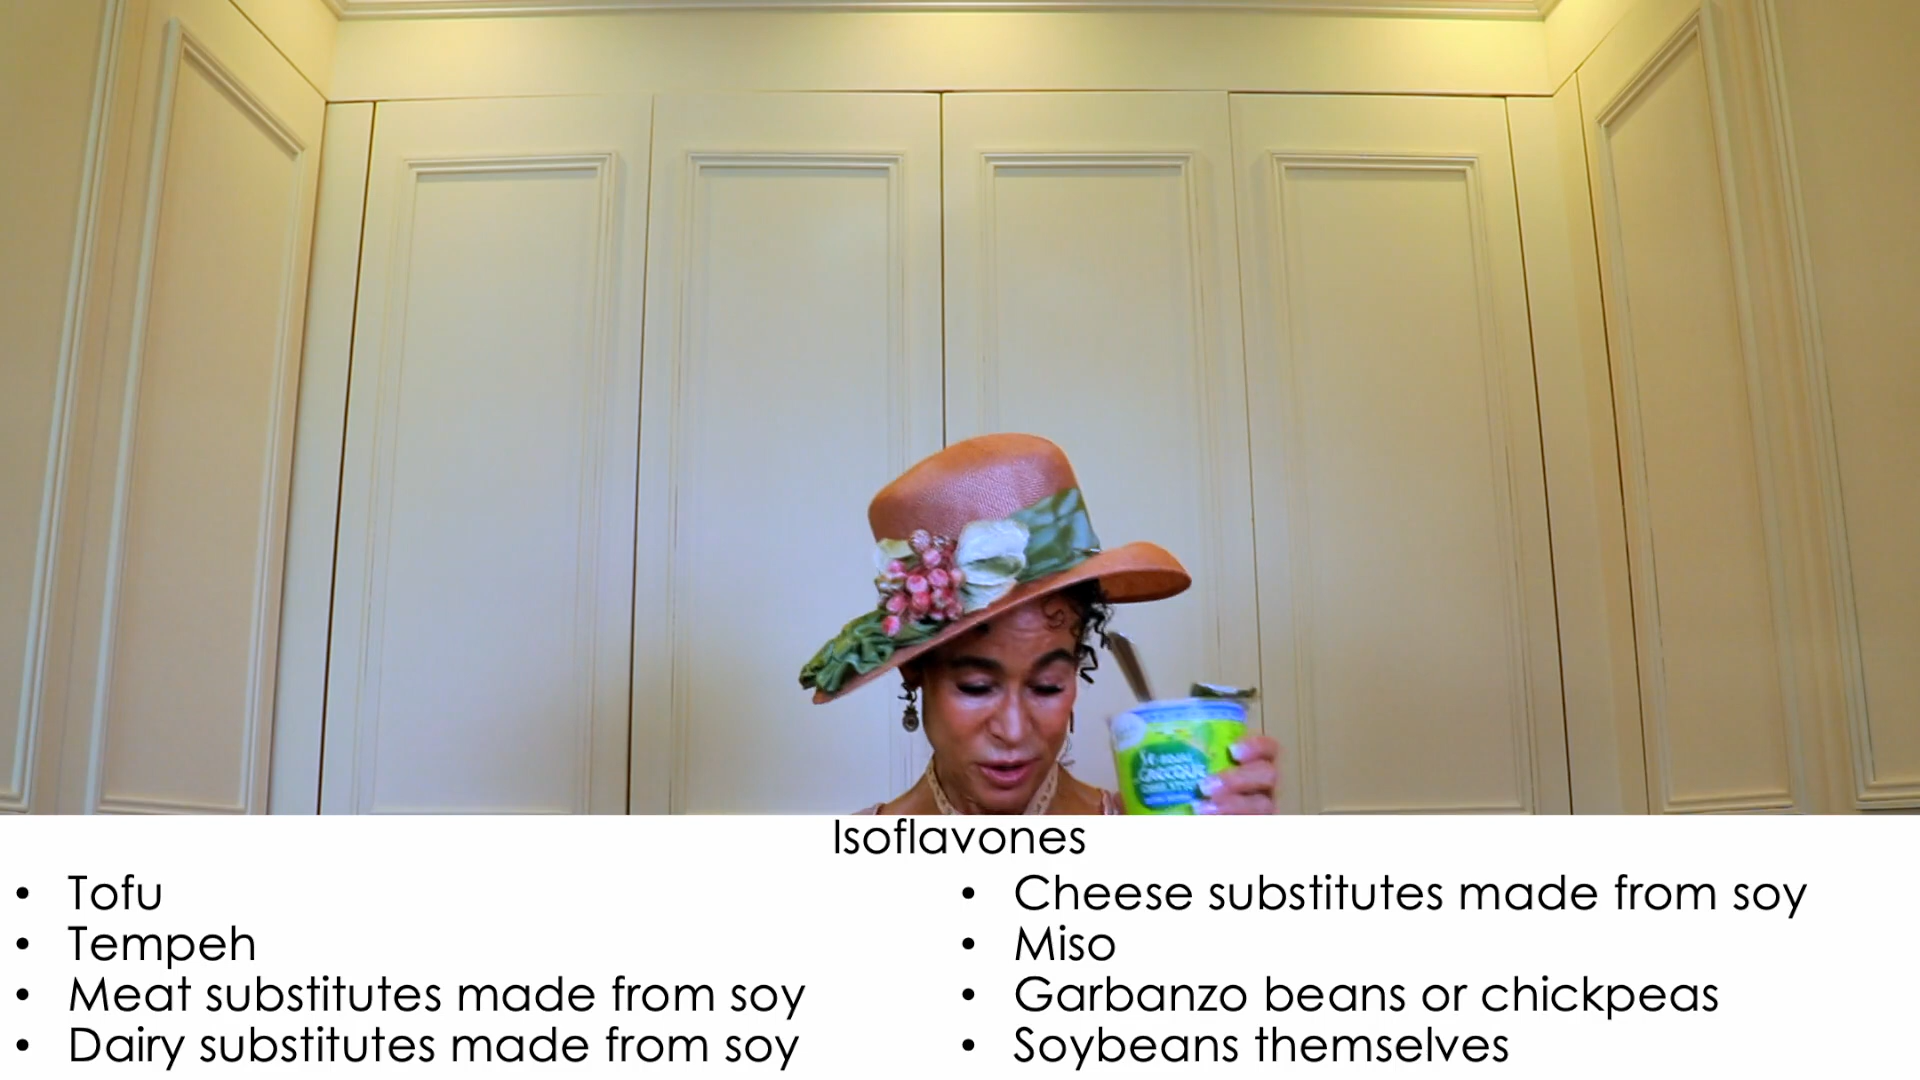 Isoflavones
• Tofu
• Tempeh
• Meat substitutes made from soy
• Dairy substitutes made from soy
• Cheese substitutes made from soy
• Miso
• Garbanzo beans or chickpeas
• Soybeans themselves